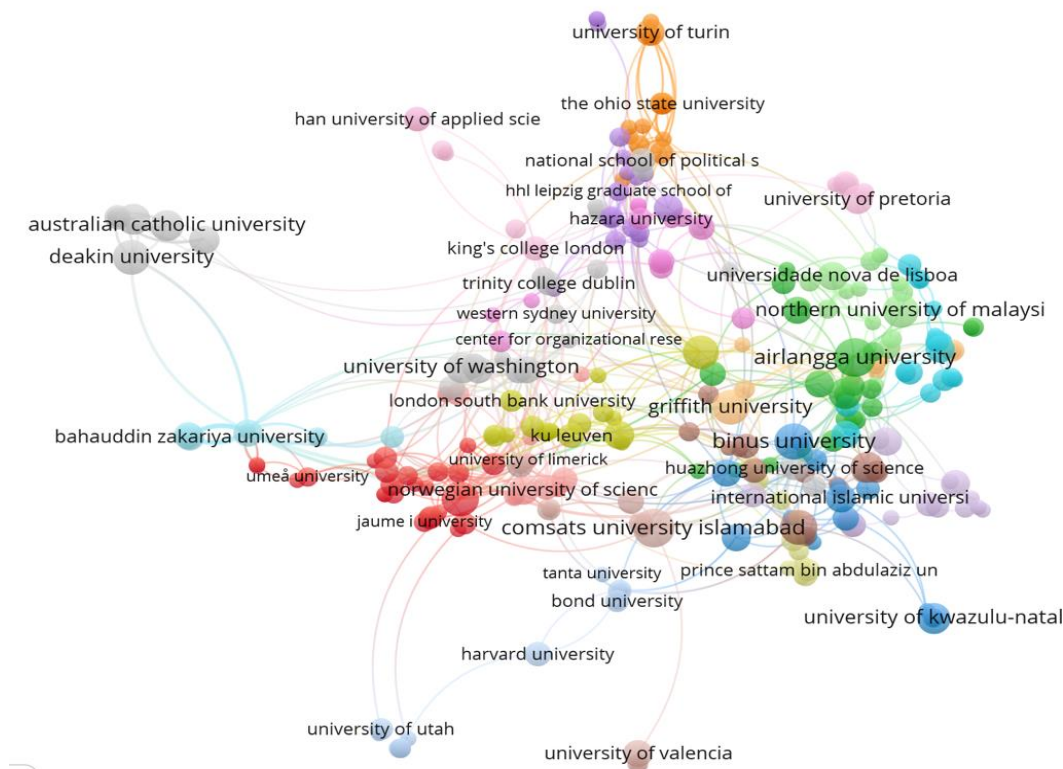 university of turin
the ohio state university
han university of applied scie
national school of political s
hhl leipzig graduate school of
university of pretoria
hazara university
australian catholic university
king's college london
deakin university
universidade nova de lisboa
trinity college dublin
northern university of malaysi
western sydney university
center for organizational rese
airlangga university
university of washington
london south bank university
griffith university
bahauddin zakariya university
ku leuven
binus university
university of limerick
huazhong university of science
umeå university
norwegian university of scienc
international islamic universi
jaume i university
comsats university islamabad
tanta university
prince sattam bin abdulaziz un
bond university
university of kwazulu-natal
harvard university
university of utah
university of valencia